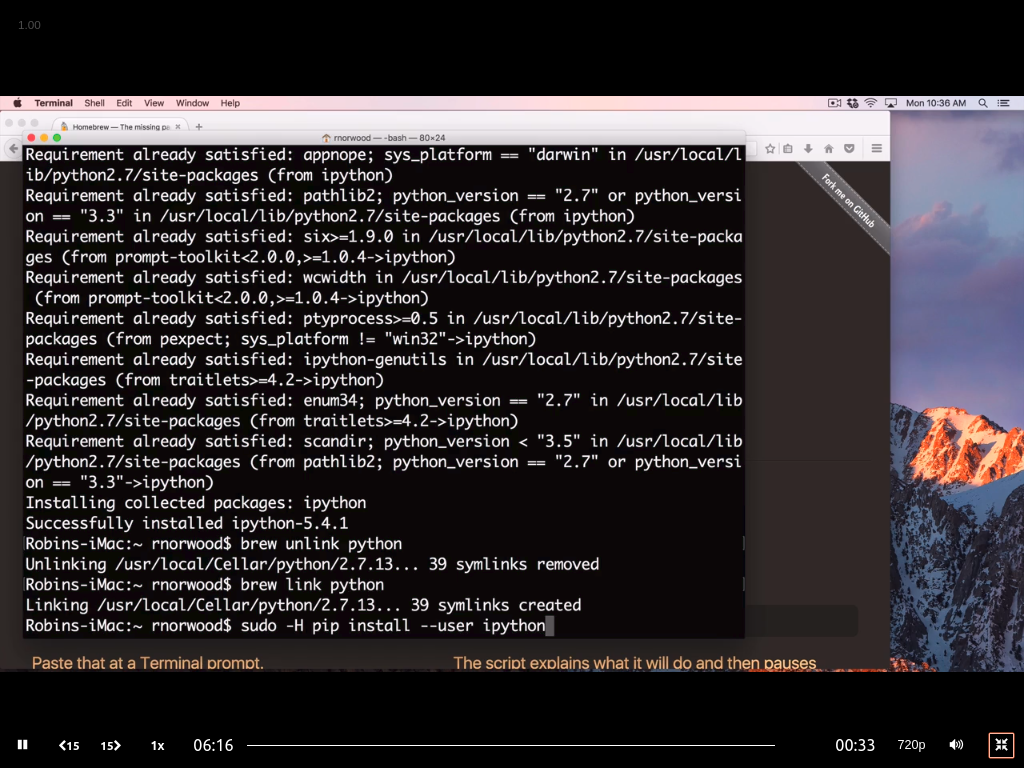 1.00
Terminal Shell Edit View Window Help Mon 10:36 AM
Homebrew — The missing pa
rnorwood — -bash — 80×24
Fork me on GitHub
Requirement already satisfied: appnope; sys_platform == "darwin" in /usr/local/l
ib/python2.7/site-packages (from ipython)
Requirement already satisfied: pathlib2; python_version == "2.7" or python_versi
on == "3.3" in /usr/local/lib/python2.7/site-packages (from ipython)
Requirement already satisfied: six>=1.9.0 in /usr/local/lib/python2.7/site-packa
ges (from prompt-toolkit<2.0.0,>=1.0.4->ipython)
Requirement already satisfied: wcwidth in /usr/local/lib/python2.7/site-packages
 (from prompt-toolkit<2.0.0,>=1.0.4->ipython)
Requirement already satisfied: ptyprocess>=0.5 in /usr/local/lib/python2.7/site-
packages (from pexpect; sys_platform != "win32"->ipython)
Requirement already satisfied: ipython-genutils in /usr/local/lib/python2.7/site
-packages (from traitlets>=4.2->ipython)
Requirement already satisfied: enum34; python_version == "2.7" in /usr/local/lib
/python2.7/site-packages (from traitlets>=4.2->ipython)
Requirement already satisfied: scandir; python_version < "3.5" in /usr/local/lib
/python2.7/site-packages (from pathlib2; python_version == "2.7" or python_versi
on == "3.3"->ipython)
Installing collected packages: ipython
Successfully installed ipython-5.4.1
Robins-iMac:~ rnorwood$ brew unlink python
Unlinking /usr/local/Cellar/python/2.7.13... 39 symlinks removed
Robins-iMac:~ rnorwood$ brew link python
Linking /usr/local/Cellar/python/2.7.13... 39 symlinks created
Robins-iMac:~ rnorwood$ sudo -H pip install --user ipython
Paste that at a Terminal prompt. The script explains what it will do and then pauses
15 15 1x 06:16 00:33 720p